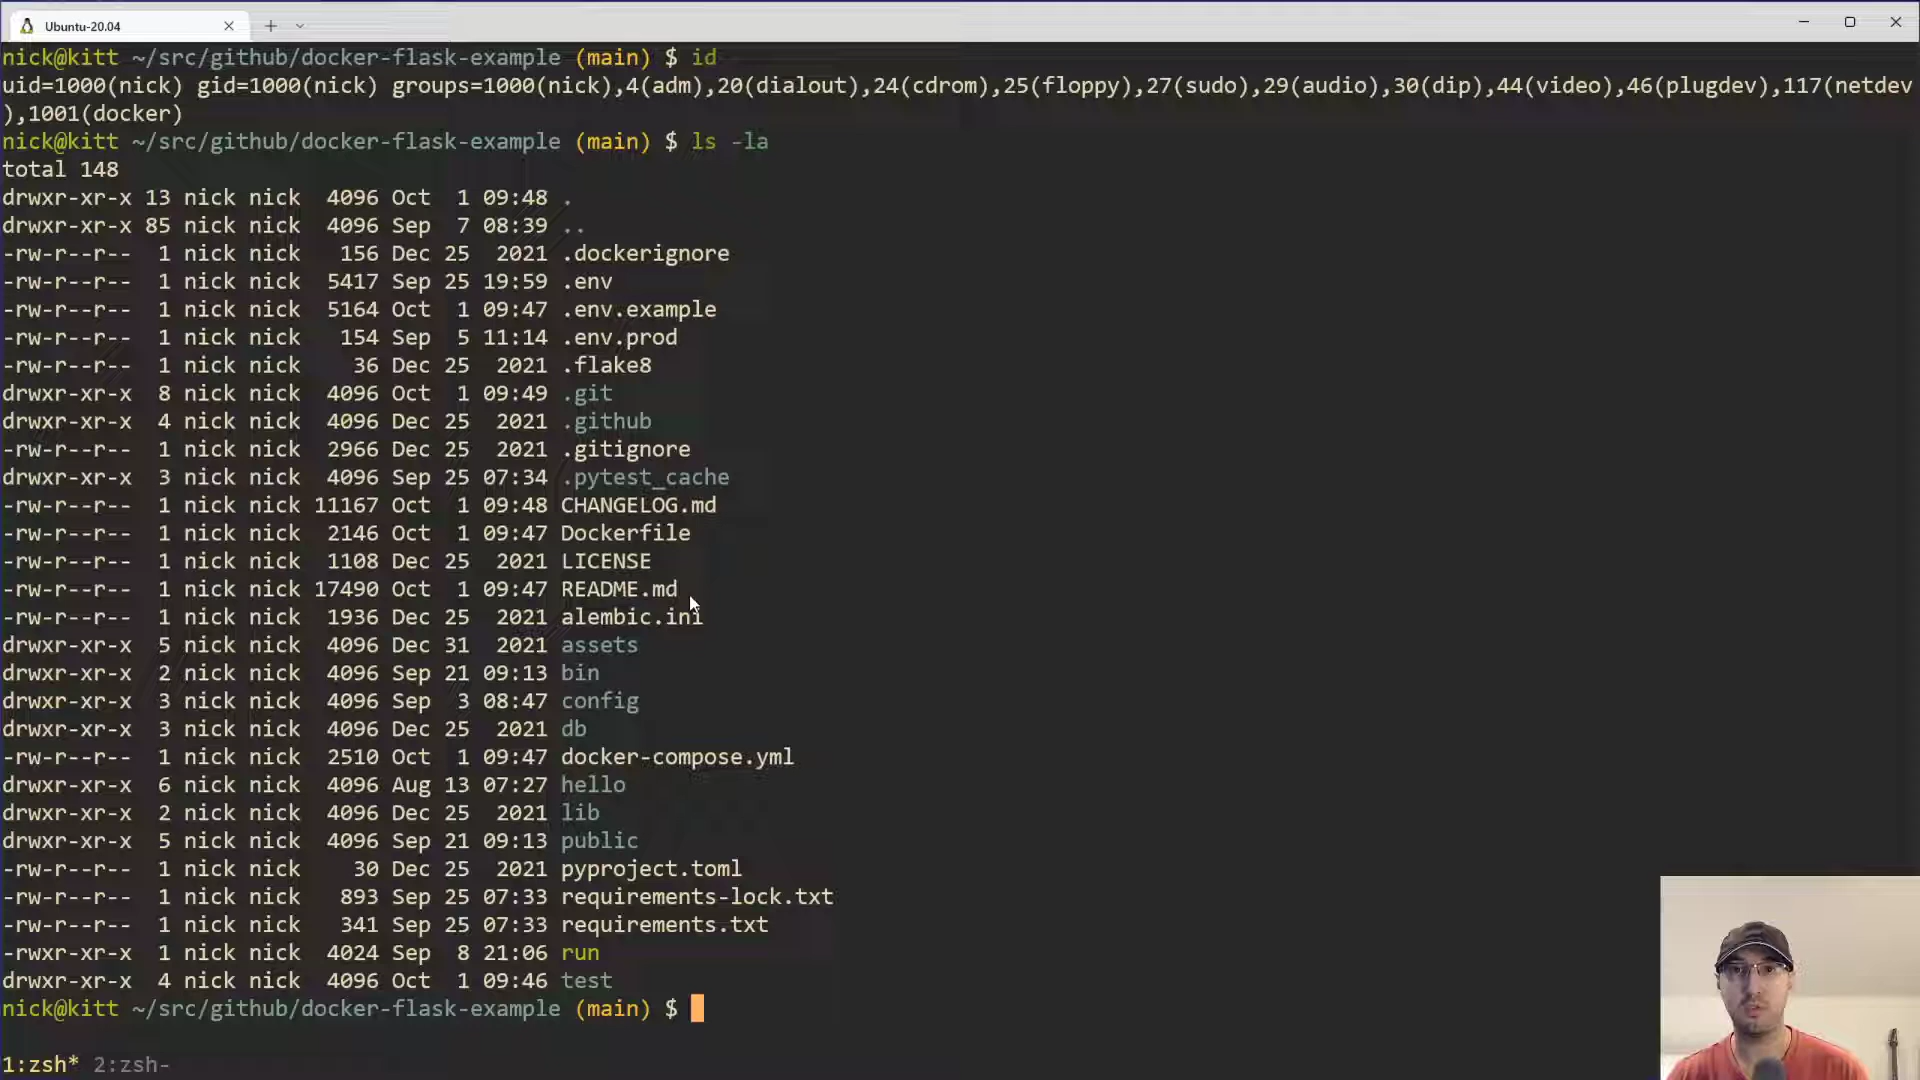 Ubuntu-20.04
nick@kitt ~/src/github/docker-flask-example (main) $ id
uid=1000(nick) gid=1000(nick) groups=1000(nick),4(adm),20(dialout),24(cdrom),25(floppy),27(sudo),29(audio),30(dip),44(video),46(plugdev),117(netdev
),1001(docker)
nick@kitt ~/src/github/docker-flask-example (main) $ ls -la
total 148
drwxr-xr-x 13 nick nick  4096 Oct  1 09:48 .
drwxr-xr-x 85 nick nick  4096 Sep  7 08:39 ..
-rw-r--r--  1 nick nick   156 Dec 25  2021 .dockerignore
-rw-r--r--  1 nick nick  5417 Sep 25 19:59 .env
-rw-r--r--  1 nick nick  5164 Oct  1 09:47 .env.example
-rw-r--r--  1 nick nick   154 Sep  5 11:14 .env.prod
-rw-r--r--  1 nick nick    36 Dec 25  2021 .flake8
drwxr-xr-x  8 nick nick  4096 Oct  1 09:49 .git
drwxr-xr-x  4 nick nick  4096 Dec 25  2021 .github
-rw-r--r--  1 nick nick  2966 Dec 25  2021 .gitignore
drwxr-xr-x  3 nick nick  4096 Sep 25 07:34 .pytest_cache
-rw-r--r--  1 nick nick 11167 Oct  1 09:48 CHANGELOG.md
-rw-r--r--  1 nick nick  2146 Oct  1 09:47 Dockerfile
-rw-r--r--  1 nick nick  1108 Dec 25  2021 LICENSE
-rw-r--r--  1 nick nick 17490 Oct  1 09:47 README.md
-rw-r--r--  1 nick nick  1936 Dec 25  2021 alembic.ini
drwxr-xr-x  5 nick nick  4096 Dec 31  2021 assets
drwxr-xr-x  2 nick nick  4096 Sep 21 09:13 bin
drwxr-xr-x  3 nick nick  4096 Sep  3 08:47 config
drwxr-xr-x  3 nick nick  4096 Dec 25  2021 db
-rw-r--r--  1 nick nick  2510 Oct  1 09:47 docker-compose.yml
drwxr-xr-x  6 nick nick  4096 Aug 13 07:27 hello
drwxr-xr-x  2 nick nick  4096 Dec 25  2021 lib
drwxr-xr-x  5 nick nick  4096 Sep 21 09:13 public
-rw-r--r--  1 nick nick    30 Dec 25  2021 pyproject.toml
-rw-r--r--  1 nick nick   893 Sep 25 07:33 requirements-lock.txt
-rw-r--r--  1 nick nick   341 Sep 25 07:33 requirements.txt
-rwxr-xr-x  1 nick nick  4024 Sep  8 21:06 run
drwxr-xr-x  4 nick nick  4096 Oct  1 09:46 test
nick@kitt ~/src/github/docker-flask-example (main) $
1:zsh* 2:zsh-